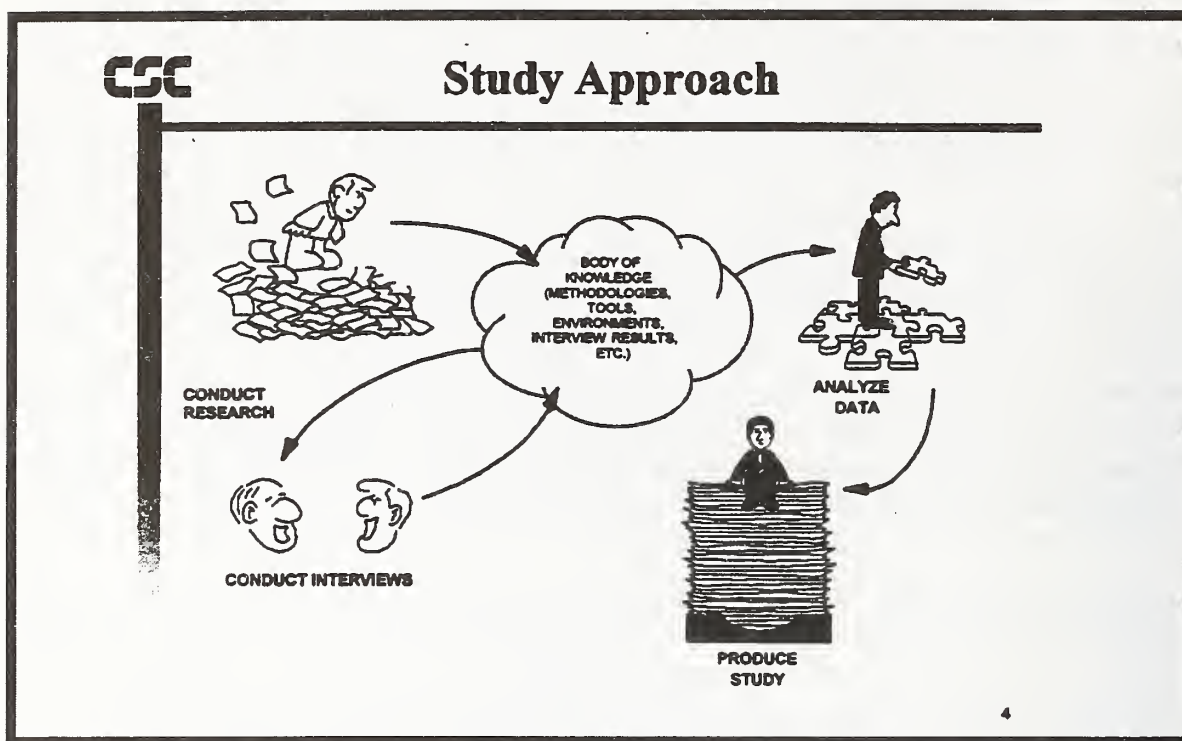 CSC
Study Approach
BODY OF
KNOWLEDGE
(METHODOLOGIES,
TOOLS,
ENVIRONMENTS,
INTERVIEW RESULTS,
ETC.)
CONDUCT
RESEARCH
ANALYZE
DATA
CONDUCT INTERVIEWS
PRODUCE
STUDY
4